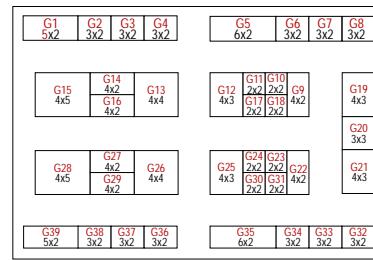 G1 G2 G3 G4 G5 G6 G7 G8
5x2 3x2 3x2 3x2 6x2 3x2 3x2 3x2
G15 G14 G13 G12 G11 G10 G9 G19
4x5 4x2 4x4 4x3 2x2 2x2 4x2 4x3
G16 G17 G18
4x2 2x2 2x2
G20
3x3
G28 G27 G26 G25 G24 G23 G22 G21
4x5 4x2 4x4 4x3 2x2 2x2 4x2 4x3
G29 G30 G31
4x2 2x2 2x2
G39 G38 G37 G36 G35 G34 G33 G32
5x2 3x2 3x2 3x2 6x2 3x2 3x2 3x2